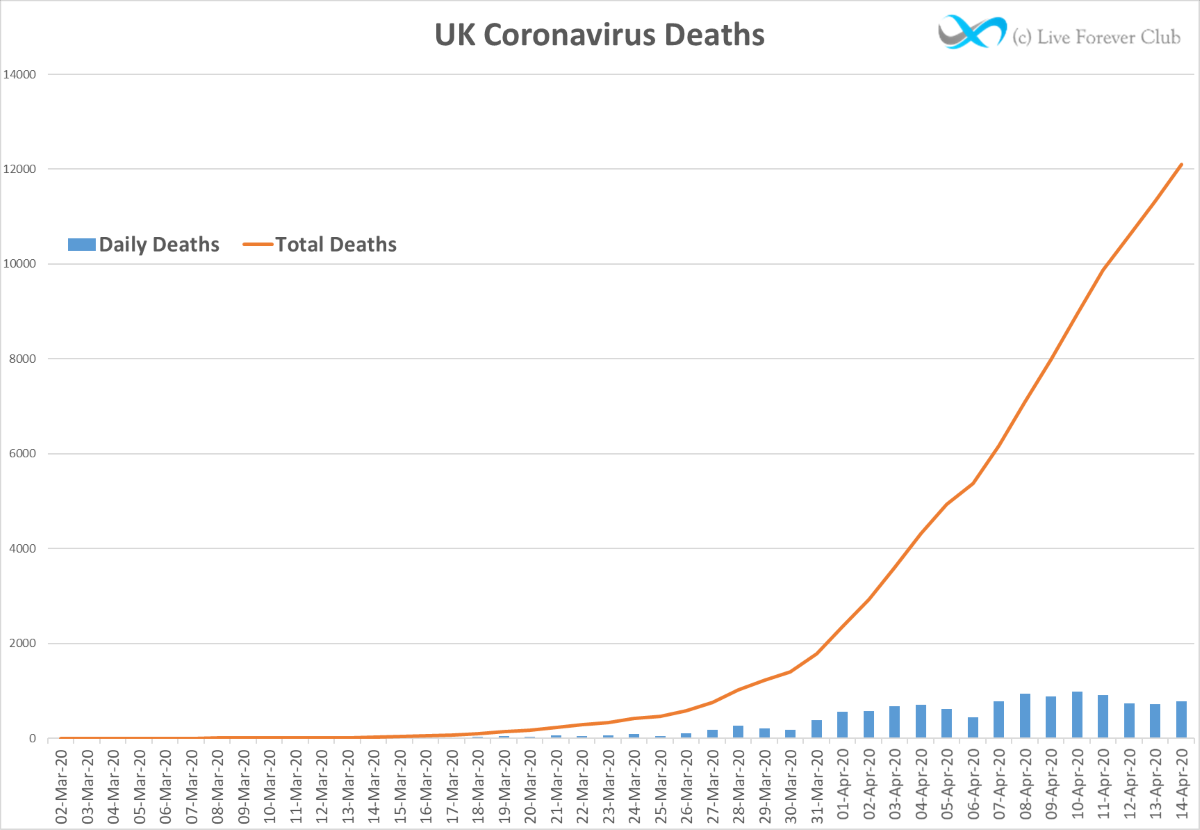 UK Coronavirus Deaths
(c) Live Forever Club
14000
12000
Daily Deaths Total Deaths
10000
8000
6000
4000
2000
0
02-Mar-20
03-Mar-20
04-Mar-20
05-Mar-20
06-Mar-20
07-Mar-20
08-Mar-20
09-Mar-20
10-Mar-20
11-Mar-20
12-Mar-20
13-Mar-20
14-Mar-20
15-Mar-20
16-Mar-20
17-Mar-20
18-Mar-20
19-Mar-20
20-Mar-20
21-Mar-20
22-Mar-20
23-Mar-20
24-Mar-20
25-Mar-20
26-Mar-20
27-Mar-20
28-Mar-20
29-Mar-20
30-Mar-20
31-Mar-20
01-Apr-20
02-Apr-20
03-Apr-20
04-Apr-20
05-Apr-20
06-Apr-20
07-Apr-20
08-Apr-20
09-Apr-20
10-Apr-20
11-Apr-20
12-Apr-20
13-Apr-20
14-Apr-20